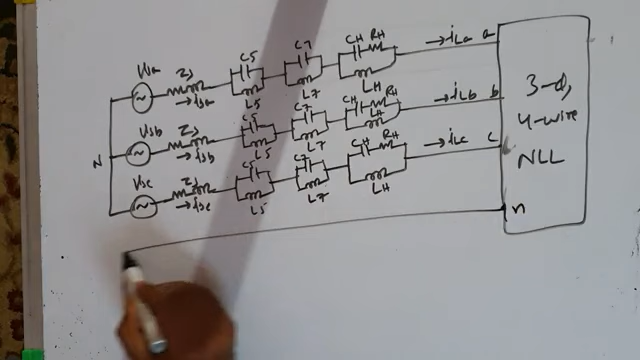 Vsa Zs isa C5 L5 C7 L7 CH RH LH iLa a
Vsb Zs isb C5 L5 C7 L7 CH RH LH iLb b
N
Vsc Zs isc C5 L5 C7 L7 CH RH LH iLc c
n
3-φ,
4-wire
NLL